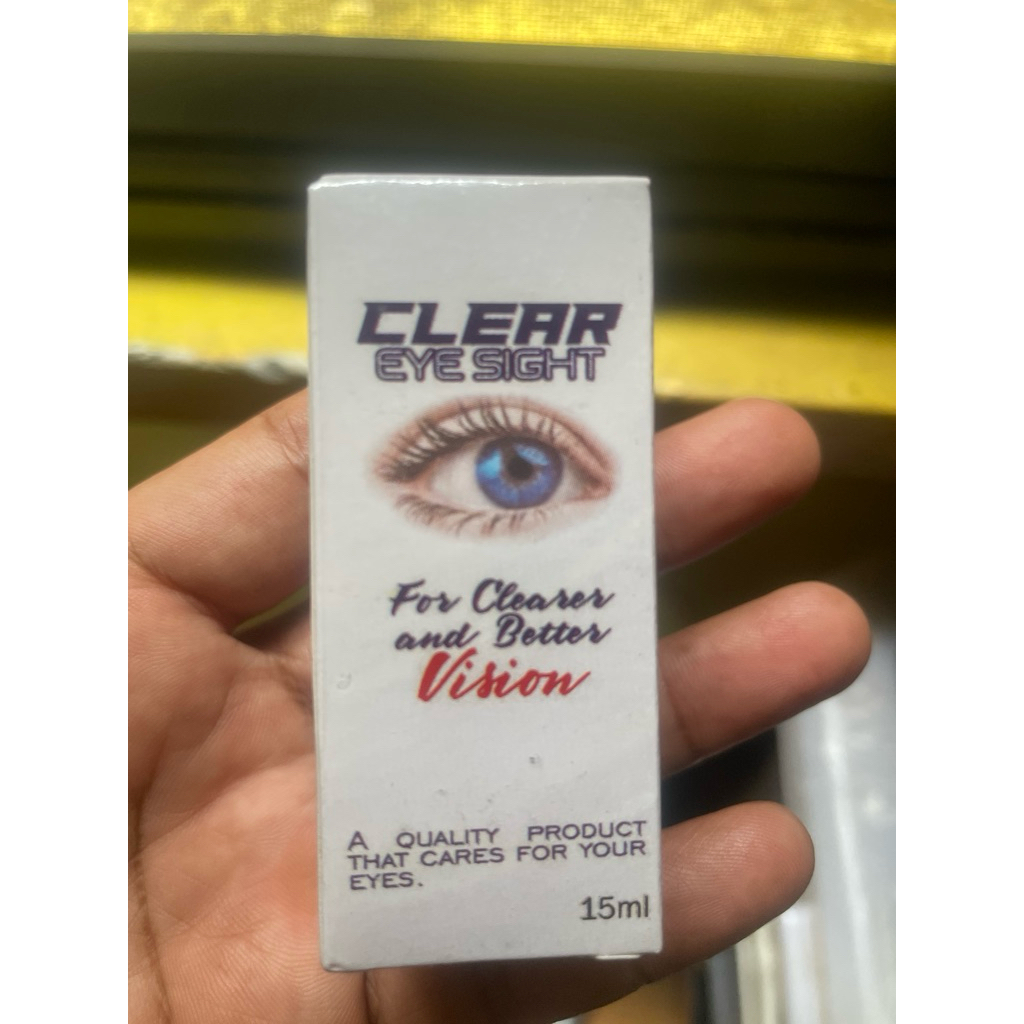 CLEAR
EYE SIGHT
For Clearer
and Better
Vision
A QUALITY PRODUCT
THAT CARES FOR YOUR
EYES.
15ml